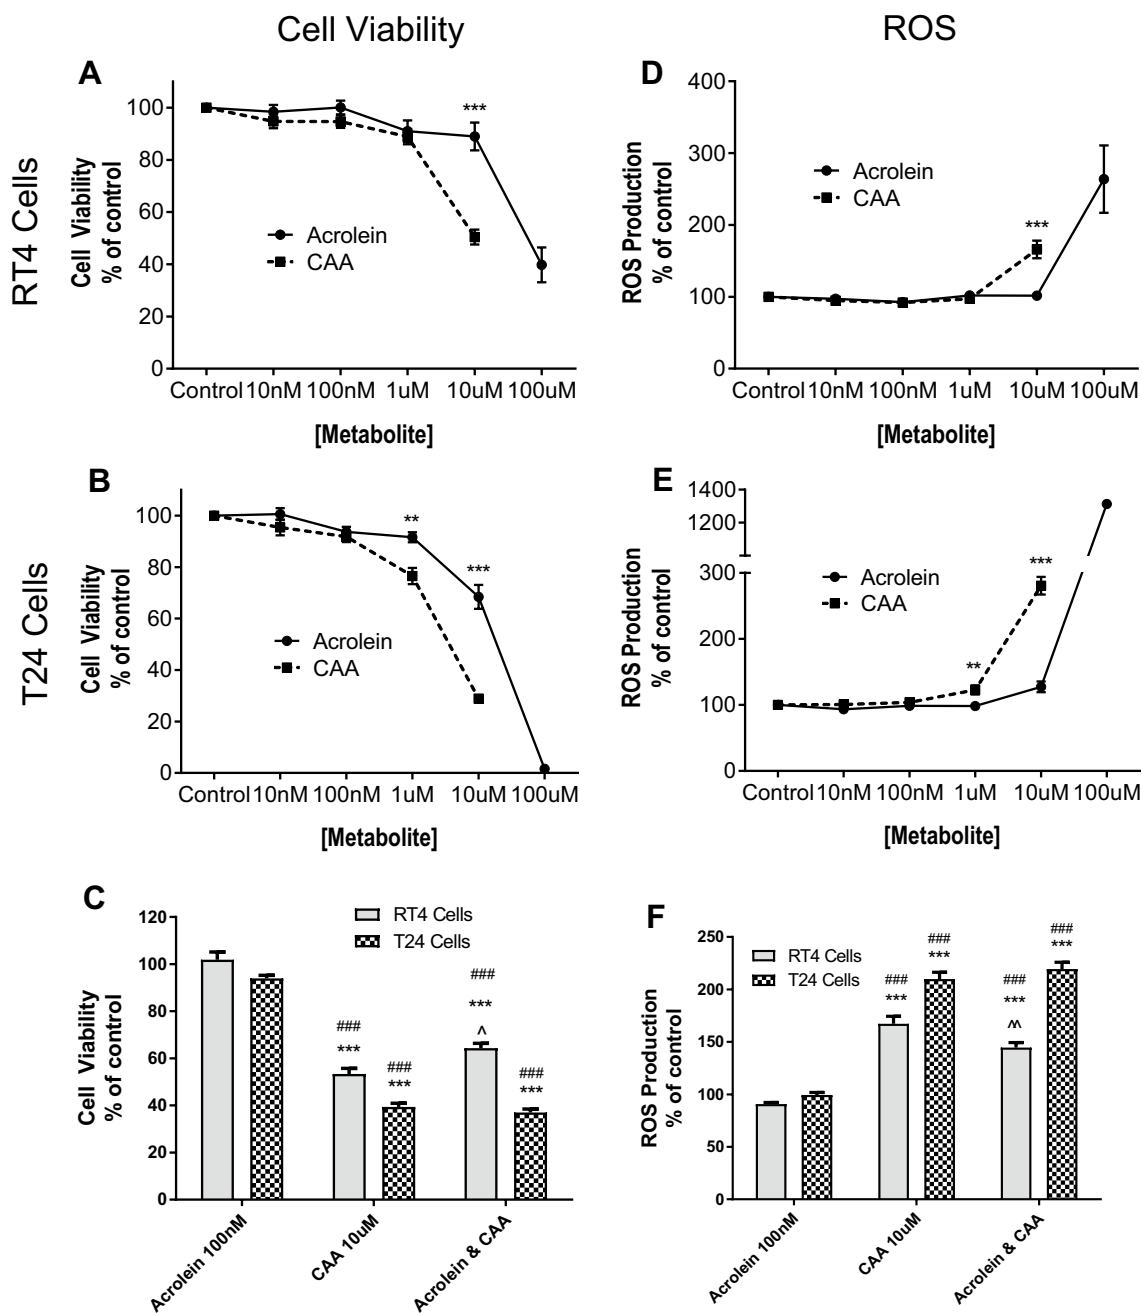 Cell Viability
ROS
RT4 Cells
T24 Cells
A
Cell Viability
% of control
100
80
60
40
20
0
***
Acrolein
CAA
Control 10nM 100nM 1uM 10uM 100uM
[Metabolite]
D
ROS Production
% of control
400
300
200
100
0
Acrolein
CAA
***
Control 10nM 100nM 1uM 10uM 100uM
[Metabolite]
B
Cell Viability
% of control
100
80
60
40
20
0
**
***
Acrolein
CAA
Control 10nM 100nM 1uM 10uM 100uM
[Metabolite]
E
ROS Production
% of control
1400
1200
300
200
100
0
Acrolein
CAA
**
***
Control 10nM 100nM 1uM 10uM 100uM
[Metabolite]
C
Cell Viability
% of control
120
100
80
60
40
20
0
RT4 Cells
T24 Cells
###
***
###
***
###
***
^
###
***
Acrolein 100nM
CAA 10uM
Acrolein & CAA
F
ROS Production
% of control
250
200
150
100
50
0
RT4 Cells
T24 Cells
###
***
###
***
###
***
^^
###
***
Acrolein 100nM
CAA 10uM
Acrolein & CAA